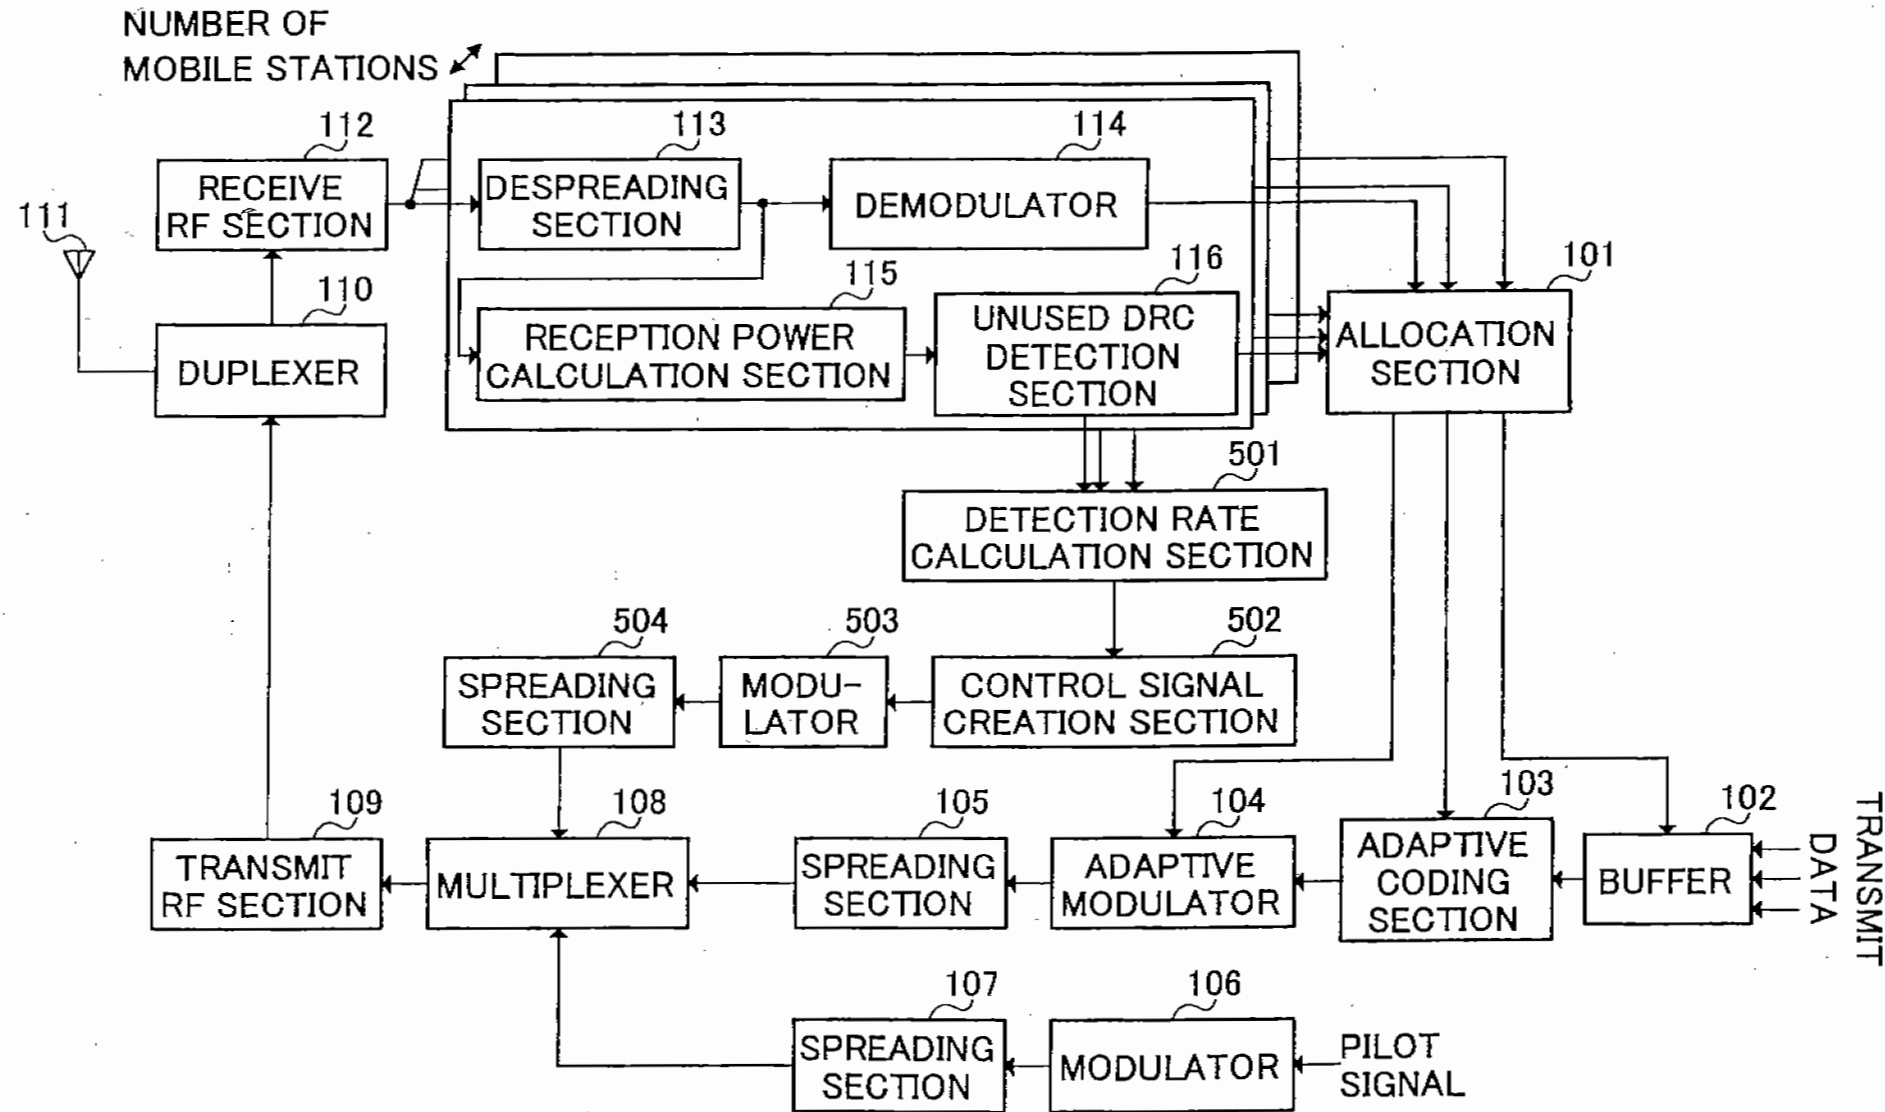 NUMBER OF
MOBILE STATIONS
112
RECEIVE
RF SECTION
113
DESPREADING
SECTION
114
DEMODULATOR
111
110
DUPLEXER
115
RECEPTION POWER
CALCULATION SECTION
116
UNUSED DRC
DETECTION
SECTION
101
ALLOCATION
SECTION
501
DETECTION RATE
CALCULATION SECTION
504
SPREADING
SECTION
503
MODU-
LATOR
502
CONTROL SIGNAL
CREATION SECTION
109
TRANSMIT
RF SECTION
108
MULTIPLEXER
105
SPREADING
SECTION
104
ADAPTIVE
MODULATOR
103
ADAPTIVE
CODING
SECTION
102
BUFFER
TRANSMIT
DATA
107
SPREADING
SECTION
106
MODULATOR
PILOT
SIGNAL